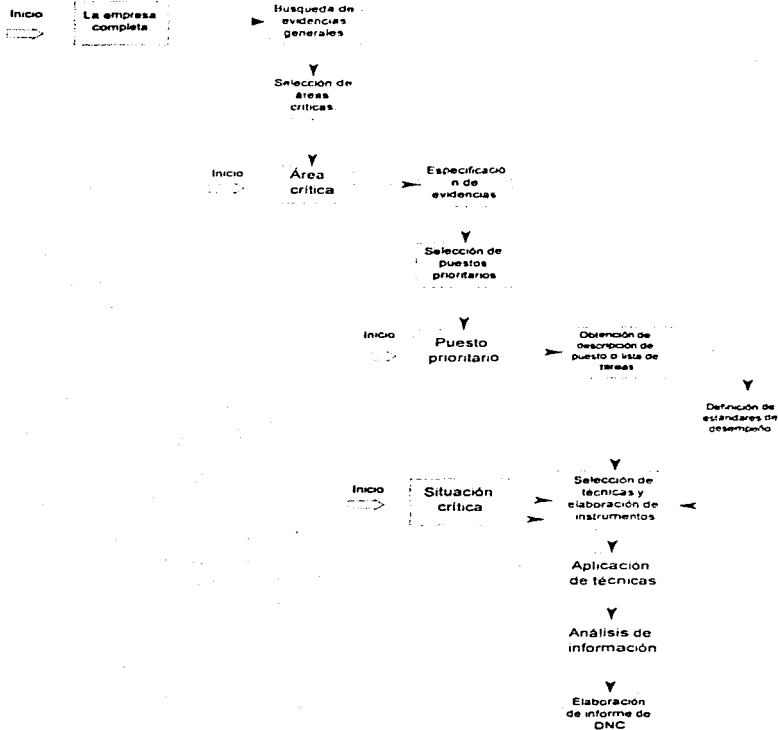 Inicio
La empresa
completa
Búsqueda de
evidencias
generales
Selección de
áreas
críticas
Inicio
Área
crítica
Especificació
n de
evidencias
Selección de
puestos
prioritarios
Inicio
Puesto
prioritario
Obtención de
descripción de
puesto o lista de
tareas
Definición de
estándares de
desempeño
Inicio
Situación
crítica
Selección de
técnicas y
elaboración de
instrumentos
Aplicación
de técnicas
Análisis de
información
Elaboración
de informe de
DNC